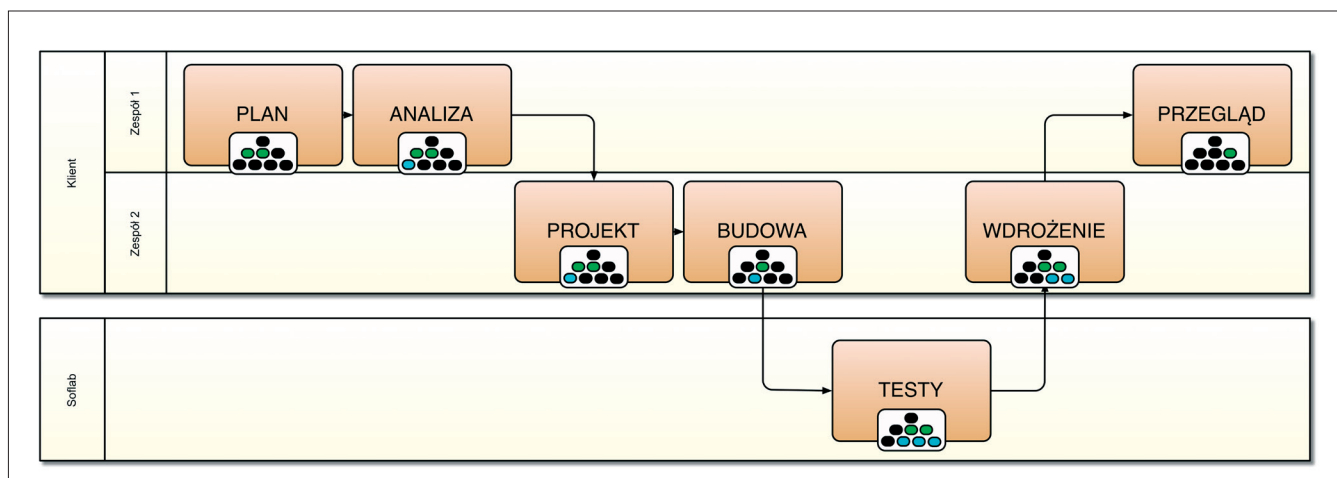 Klient
Zespół 1
PLAN
ANALIZA
PRZEGLĄD
Zespół 2
PROJEKT
BUDOWA
WDROŻENIE
Soflab
TESTY